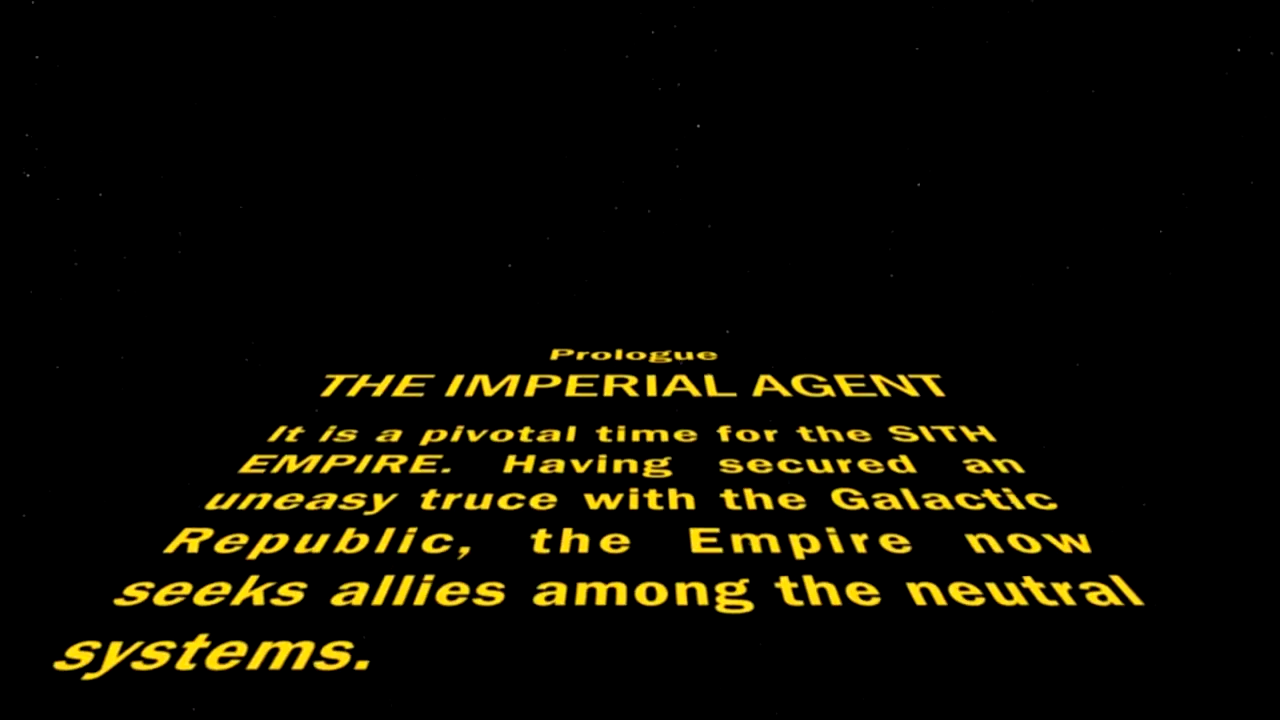 Prologue
THE IMPERIAL AGENT
It is a pivotal time for the SITH
EMPIRE. Having secured an
uneasy truce with the Galactic
Republic, the Empire now
seeks allies among the neutral
systems.